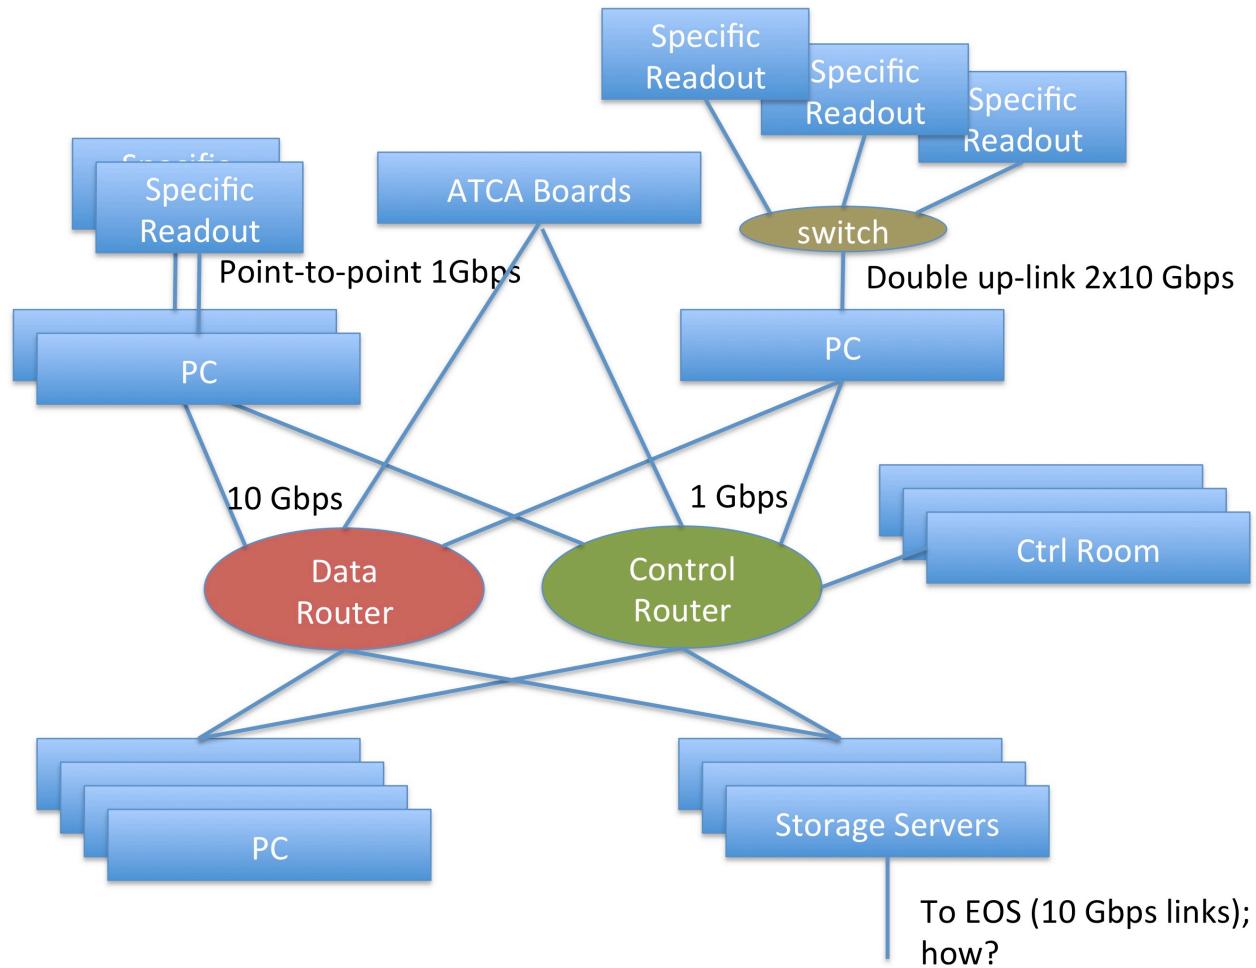 Specific
Readout
Specific
Readout
Specific
Readout
Specific
Specific
Readout
ATCA Boards
switch
Point-to-point 1Gbps
Double up-link 2x10 Gbps
PC
PC
10 Gbps
1 Gbps
Data
Router
Control
Router
Ctrl Room
PC
Storage Servers
To EOS (10 Gbps links);
how?